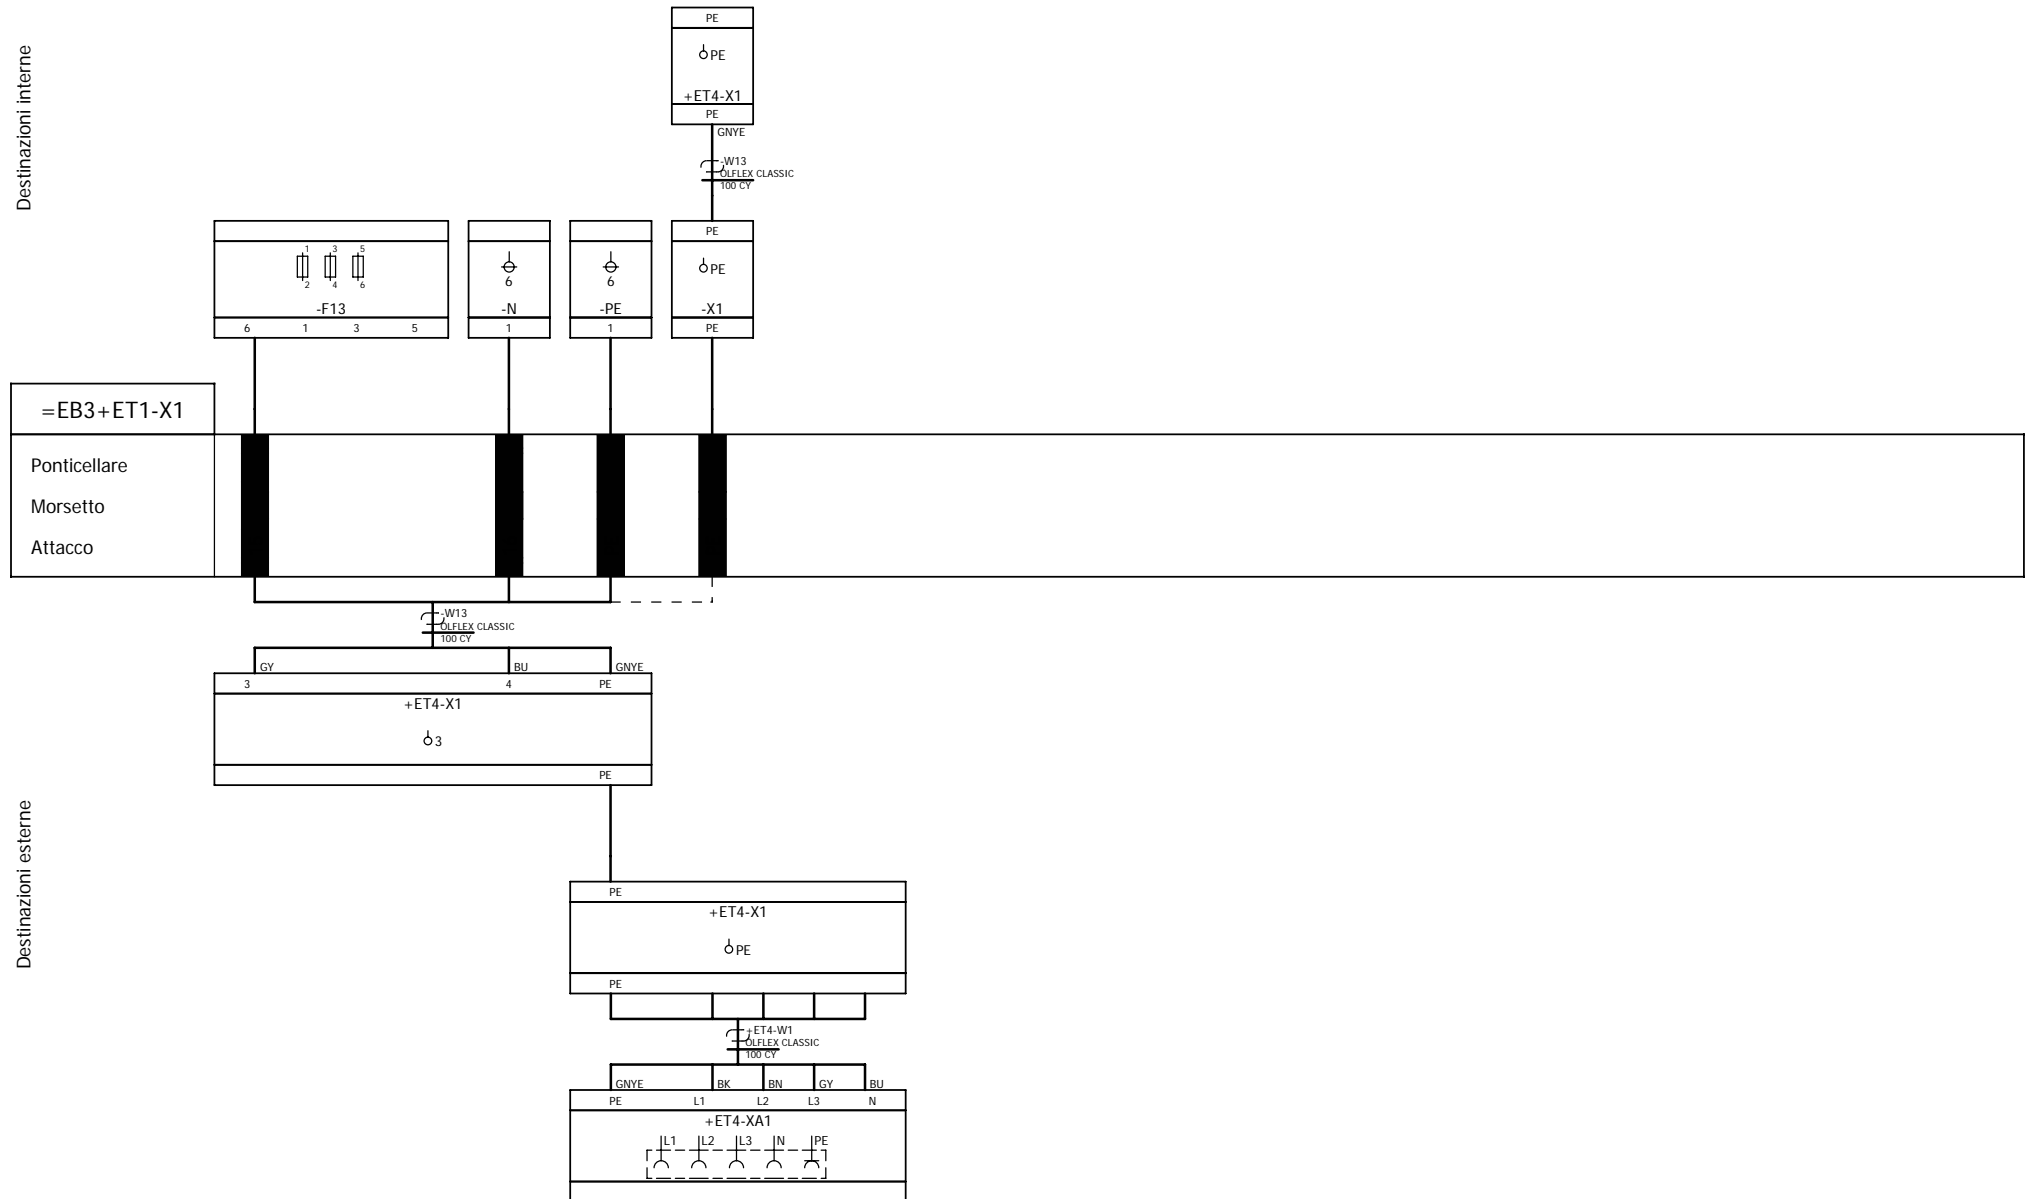 Destinazioni interne
PE
PE
+ET4-X1
PE
GNYE
-W13
OLFLEX CLASSIC
100 CY
1 3 5
2 4 6
-F13
6 1 3 5
6
-N
1
6
-PE
1
PE
PE
-X1
PE
=EB3+ET1-X1
Ponticellare
Morsetto
Attacco
-W13
OLFLEX CLASSIC
100 CY
GY BU GNYE
3 4 PE
+ET4-X1
3
PE
Destinazioni esterne
PE
+ET4-X1
PE
PE
+ET4-W1
OLFLEX CLASSIC
100 CY
GNYE BK BN GY BU
PE L1 L2 L3 N
+ET4-XA1
L1 L2 L3 N PE